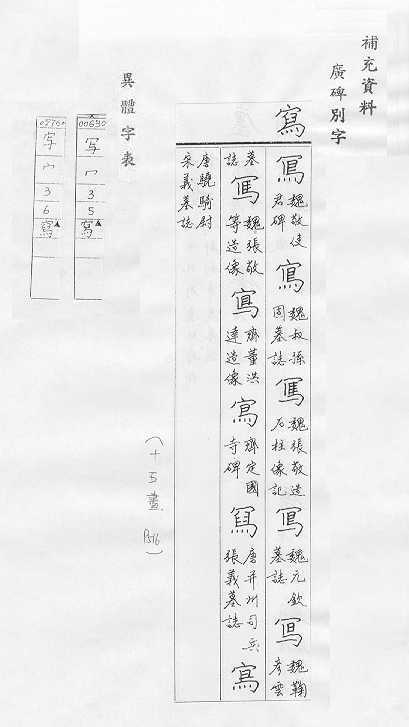 補充資料
廣碑別字
寫
寫 魏敬使君碑 寫 魏叔孫固墓誌 寫 魏張敬造石柱像記 寫 魏元欽墓誌 寫 魏鞠彥雲
墓誌 寫 魏張敬等造像 寫 齊董洪達造像 寫 齊定國寺碑 寫 唐并州司兵張義墓誌 寫
唐驍騎尉宋義墓誌
(十五畫 P.576)
異體字表
00690 写 冖 3 5 寫▲
冖 3 6 寫▲